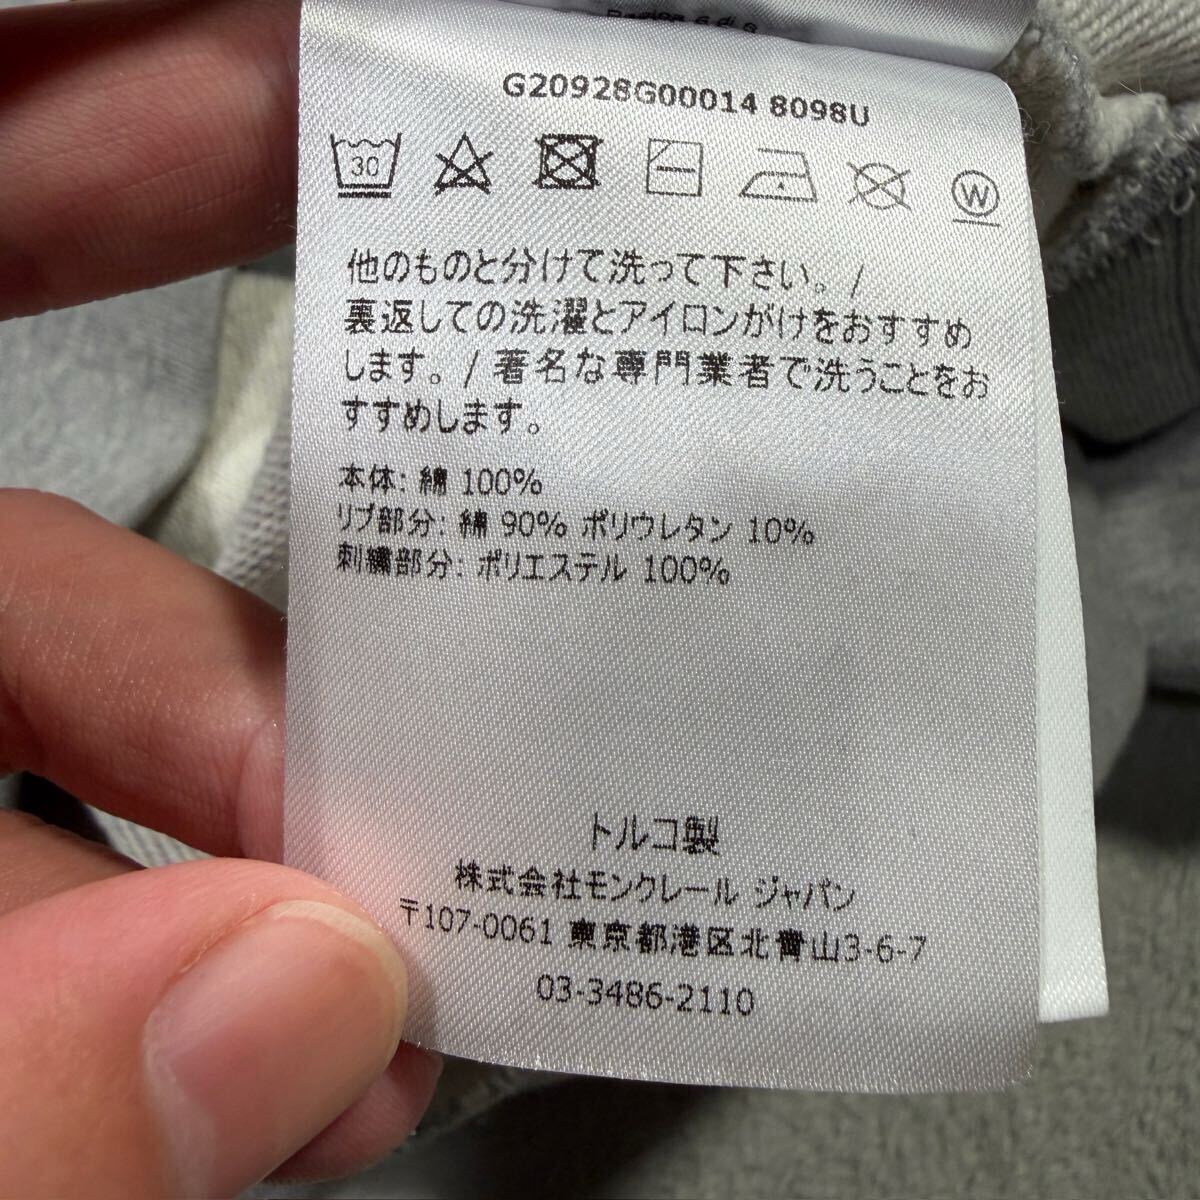 Pagina 6 di 9
G20928G00014 8098U
30
W
他のものと分けて洗って下さい。/
裏返しての洗濯とアイロンがけをおすすめ
します。/ 著名な専門業者で洗うことをお
すすめします。
本体: 綿 100%
リブ部分: 綿 90% ポリウレタン 10%
刺繍部分: ポリエステル 100%
トルコ製
株式会社モンクレール ジャパン
〒107-0061 東京都港区北青山3-6-7
03-3486-2110